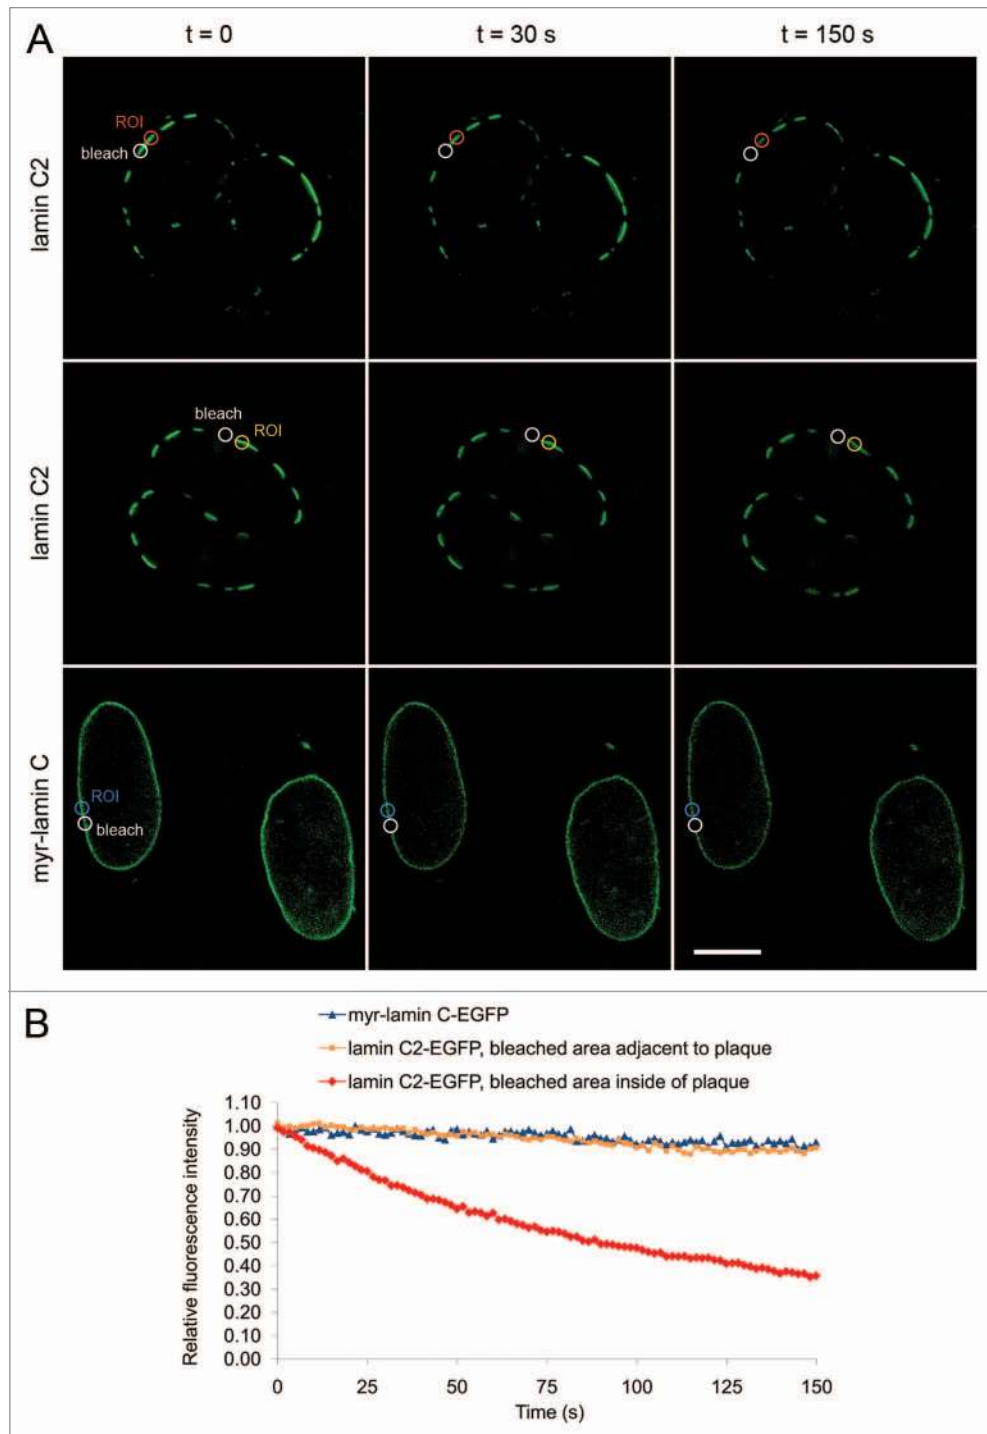 A
t = 0
t = 30 s
t = 150 s
lamin C2
ROI
bleach
lamin C2
bleach
ROI
myr-lamin C
ROI
bleach
B
myr-lamin C-EGFP
lamin C2-EGFP, bleached area adjacent to plaque
lamin C2-EGFP, bleached area inside of plaque
Relative fluorescence intensity
1.10
1.00
0.90
0.80
0.70
0.60
0.50
0.40
0.30
0.20
0.10
0.00
0 25 50 75 100 125 150
Time (s)